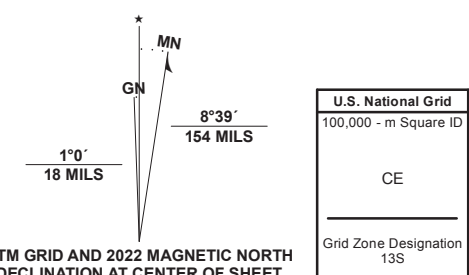 ★
MN
GN
8°39´
154 MILS
1°0´
18 MILS
TM GRID AND 2022 MAGNETIC NORTH
DECLINATION AT CENTER OF SHEET
U.S. National Grid
100,000 - m Square ID
CE
Grid Zone Designation
13S